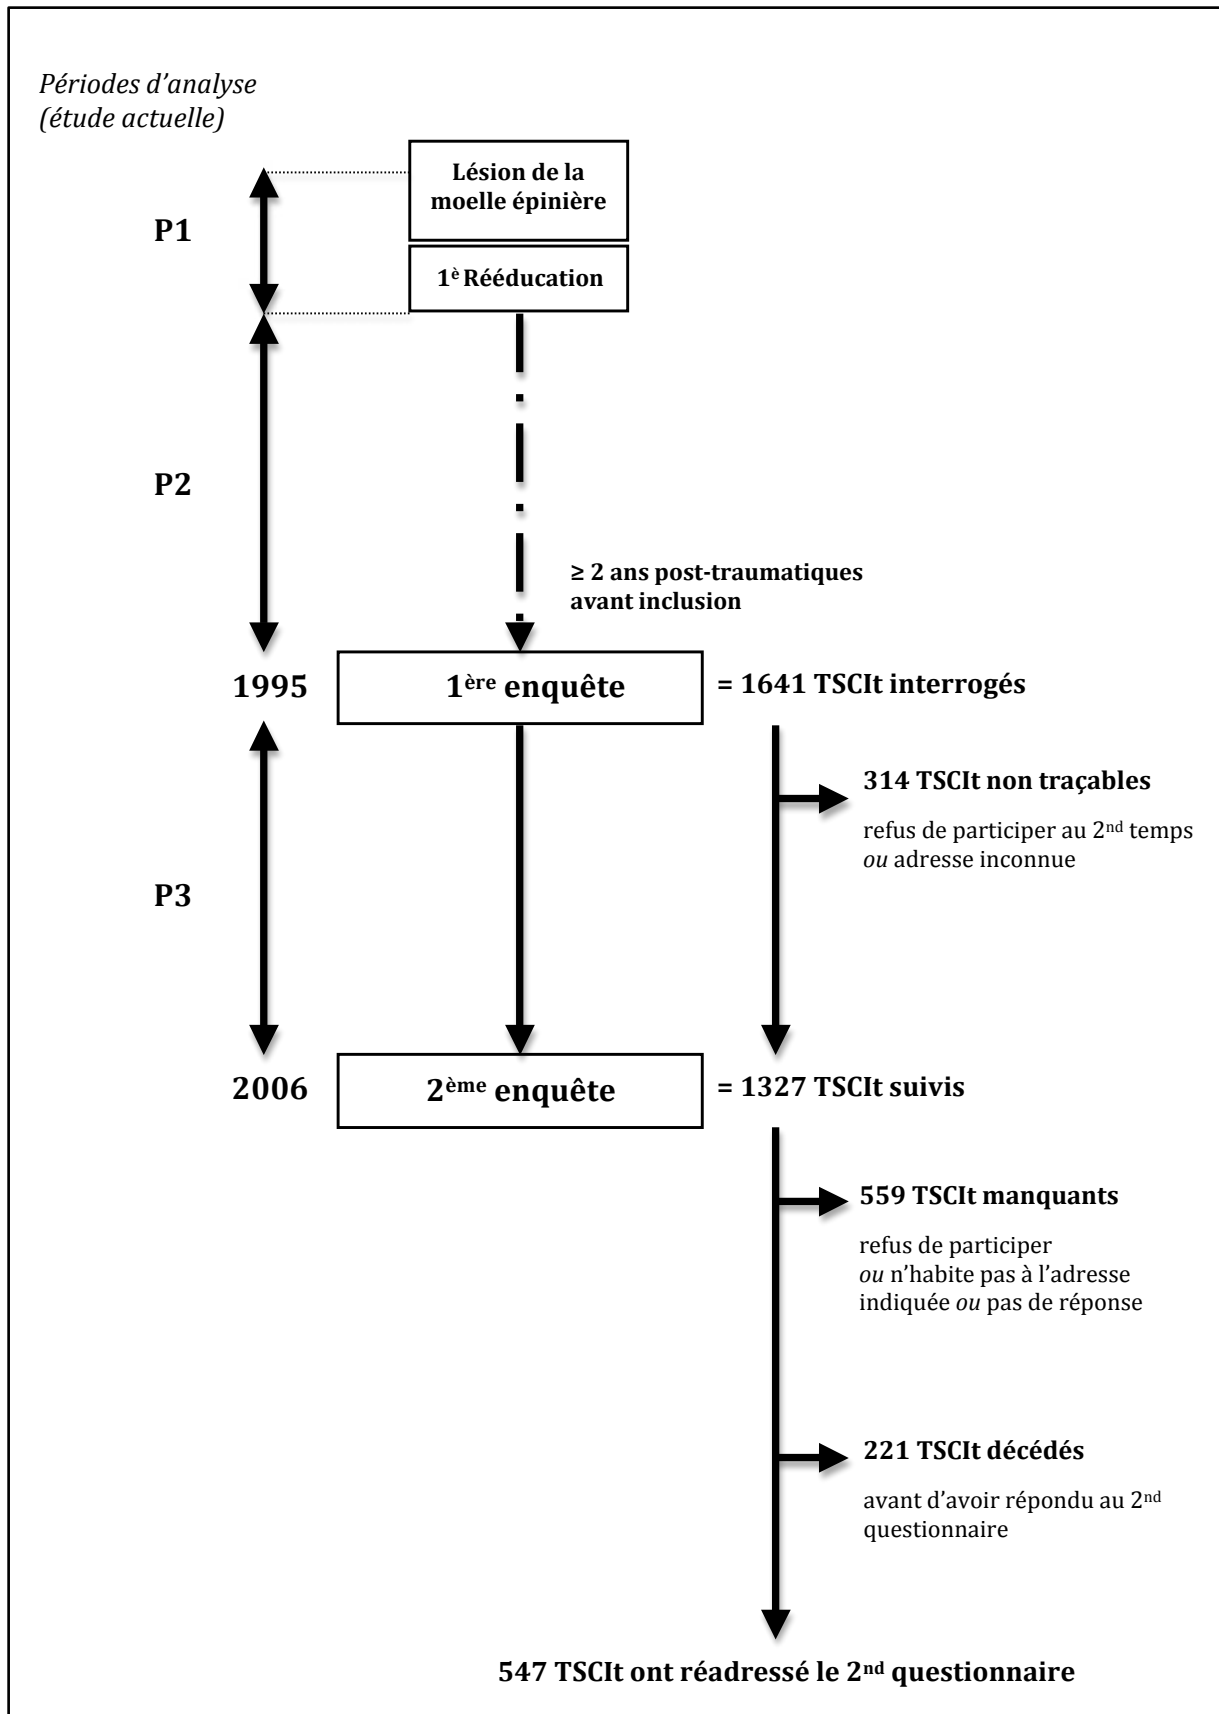 Périodes d'analyse
(étude actuelle)
Lésion de la
moelle épinière
P1
1è Rééducation
P2
≥ 2 ans post-traumatiques
avant inclusion
1995
1ère enquête
= 1641 TSCIt interrogés
314 TSCIt non traçables
refus de participer au 2nd temps
ou adresse inconnue
P3
2006
2ème enquête
= 1327 TSCIt suivis
559 TSCIt manquants
refus de participer
ou n'habite pas à l'adresse
indiquée ou pas de réponse
221 TSCIt décédés
avant d'avoir répondu au 2nd
questionnaire
547 TSCIt ont réadressé le 2nd questionnaire